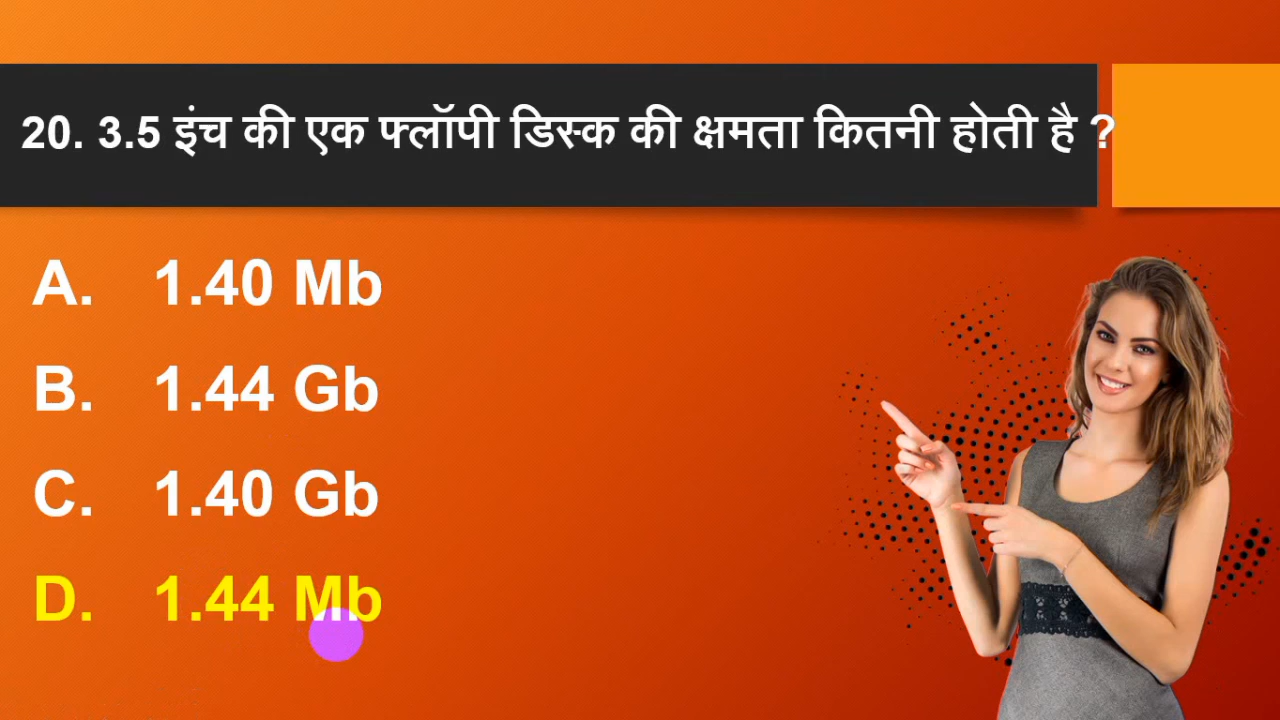 20. 3.5 इंच की एक फ्लॉपी डिस्क की क्षमता कितनी होती है ?
A. 1.40 Mb
B. 1.44 Gb
C. 1.40 Gb
D. 1.44 Mb